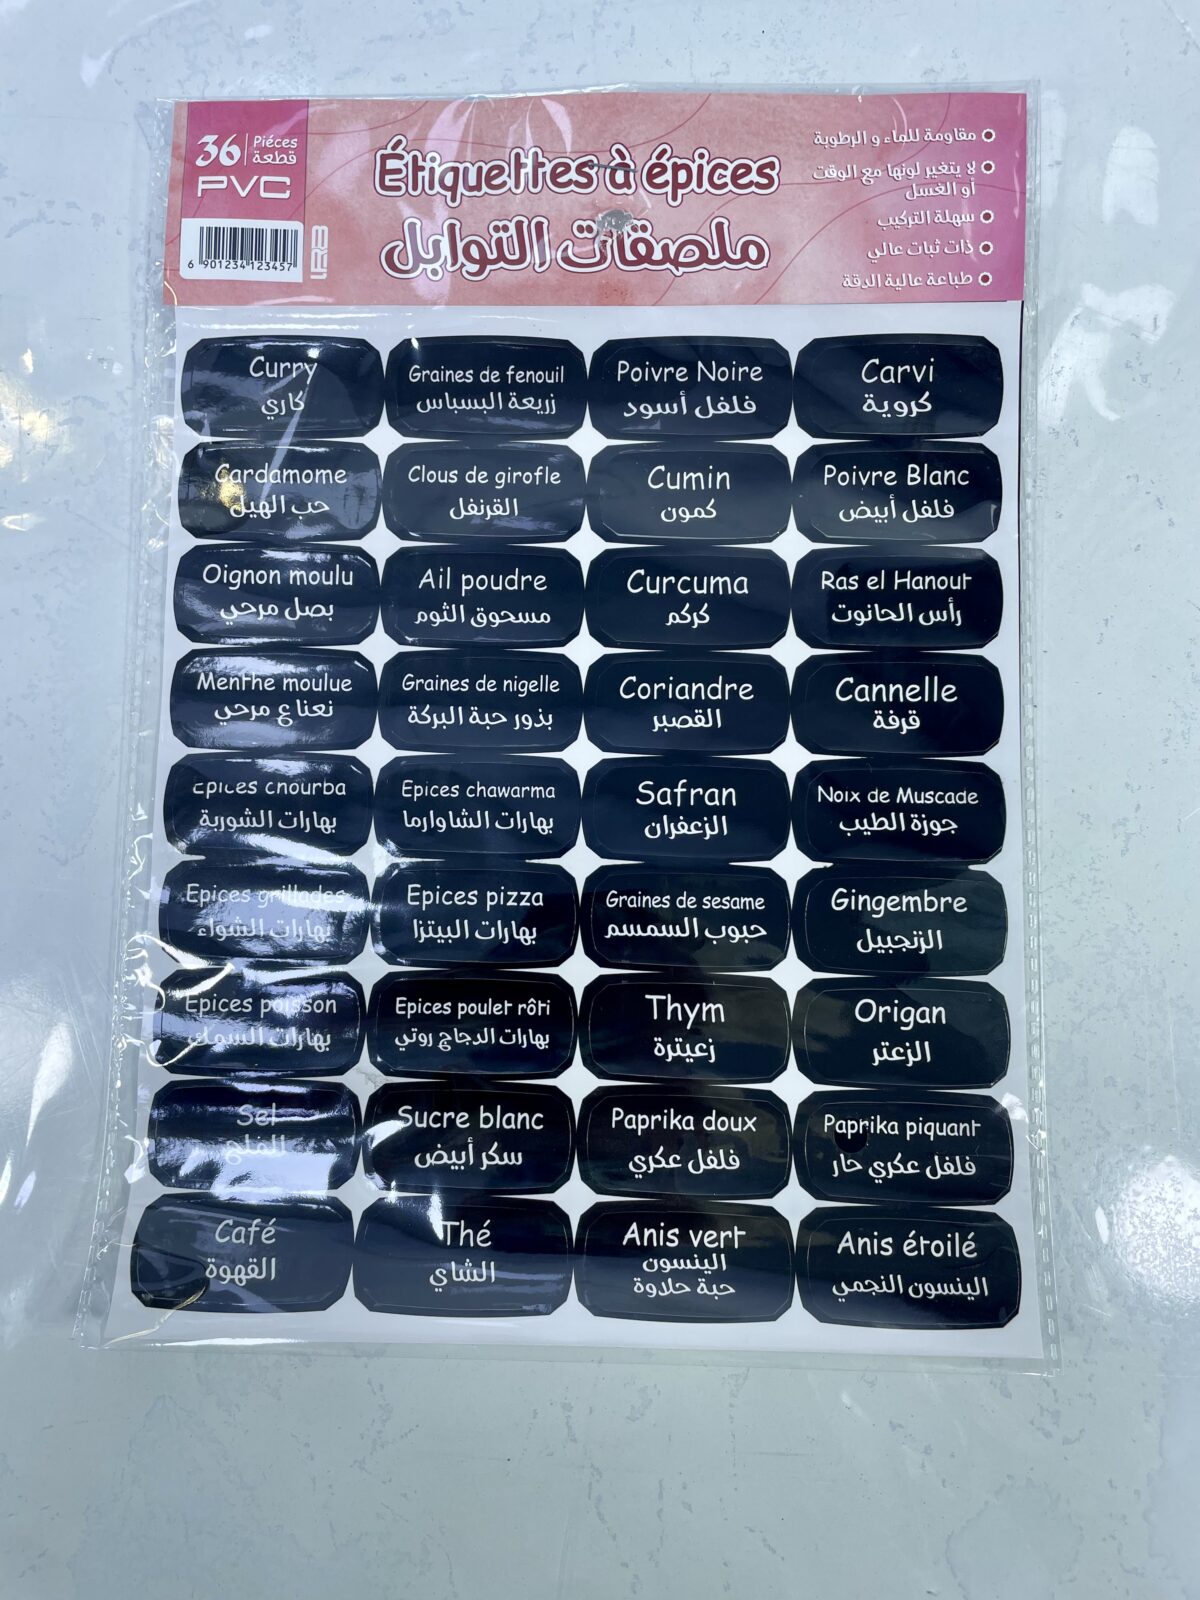 36
Piéces
قطعة
PVC
6 901234 123457
LRB
Étiquettes à épices
ملصقات التوابل
مقاومة للماء و الرطوبة
لا يتغير لونها مع الوقت
أو الغسل
سهلة التركيب
ذات ثبات عالي
طباعة عالية الدقة
Curry
كاري
Graines de fenouil
زريعة البسباس
Poivre Noire
فلفل أسود
Carvi
كروية
Cardamome
حب الهيل
Clous de girofle
القرنفل
Cumin
كمون
Poivre Blanc
فلفل أبيض
Oignon moulu
بصل مرحي
Ail poudre
مسحوق الثوم
Curcuma
كركم
Ras el Hanout
رأس الحانوت
Menthe moulue
نعناع مرحي
Graines de nigelle
بذور حبة البركة
Coriandre
القصبر
Cannelle
قرفة
Epices chourba
بهارات الشوربة
Epices chawarma
بهارات الشاوارما
Safran
الزعفران
Noix de Muscade
جوزة الطيب
Epices grillades
بهارات الشواء
Epices pizza
بهارات البيتزا
Graines de sesame
حبوب السمسم
Gingembre
الزنجبيل
Epices poisson
بهارات السمك
Epices poulet rôti
بهارات الدجاج روتي
Thym
زعيترة
Origan
الزعتر
Sel
الملح
Sucre blanc
سكر أبيض
Paprika doux
فلفل عكري
Paprika piquant
فلفل عكري حار
Café
القهوة
Thé
الشاي
Anis vert
الينسون
حبة حلاوة
Anis étoilé
الينسون النجمي